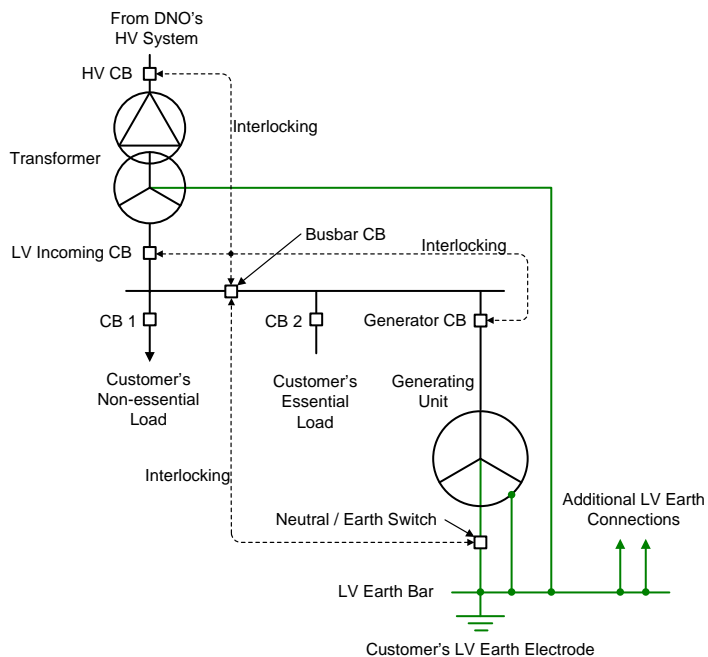 From DNO's
HV System
HV CB
Interlocking
Transformer
Busbar CB
LV Incoming CB
Interlocking
CB 1
CB 2
Generator CB
Customer's
Non-essential
Load
Customer's
Essential
Load
Generating
Unit
Interlocking
Additional LV Earth
Connections
Neutral / Earth Switch
LV Earth Bar
Customer's LV Earth Electrode